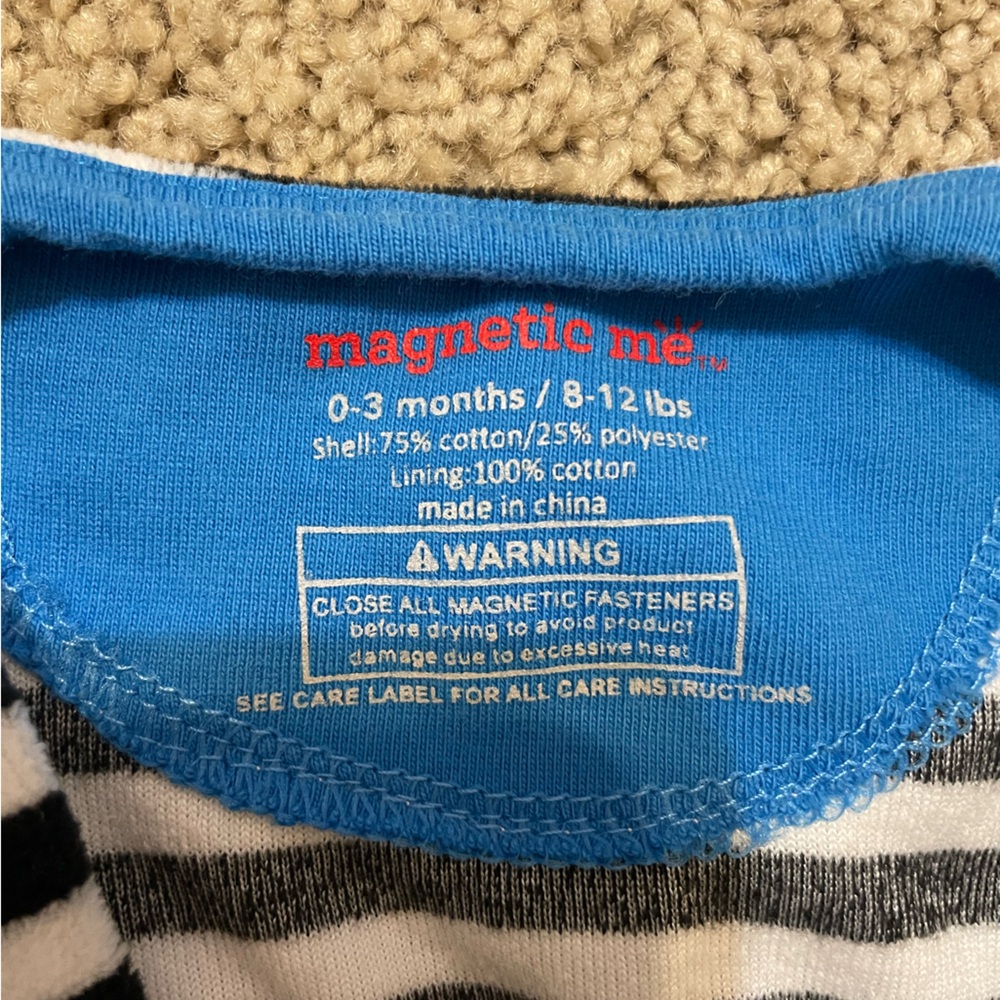 magnetic me™
0-3 months / 8-12 lbs
Shell:75% cotton/25% polyester
Lining:100% cotton
made in china
⚠WARNING
CLOSE ALL MAGNETIC FASTENERS
before drying to avoid product
damage due to excessive heat
SEE CARE LABEL FOR ALL CARE INSTRUCTIONS